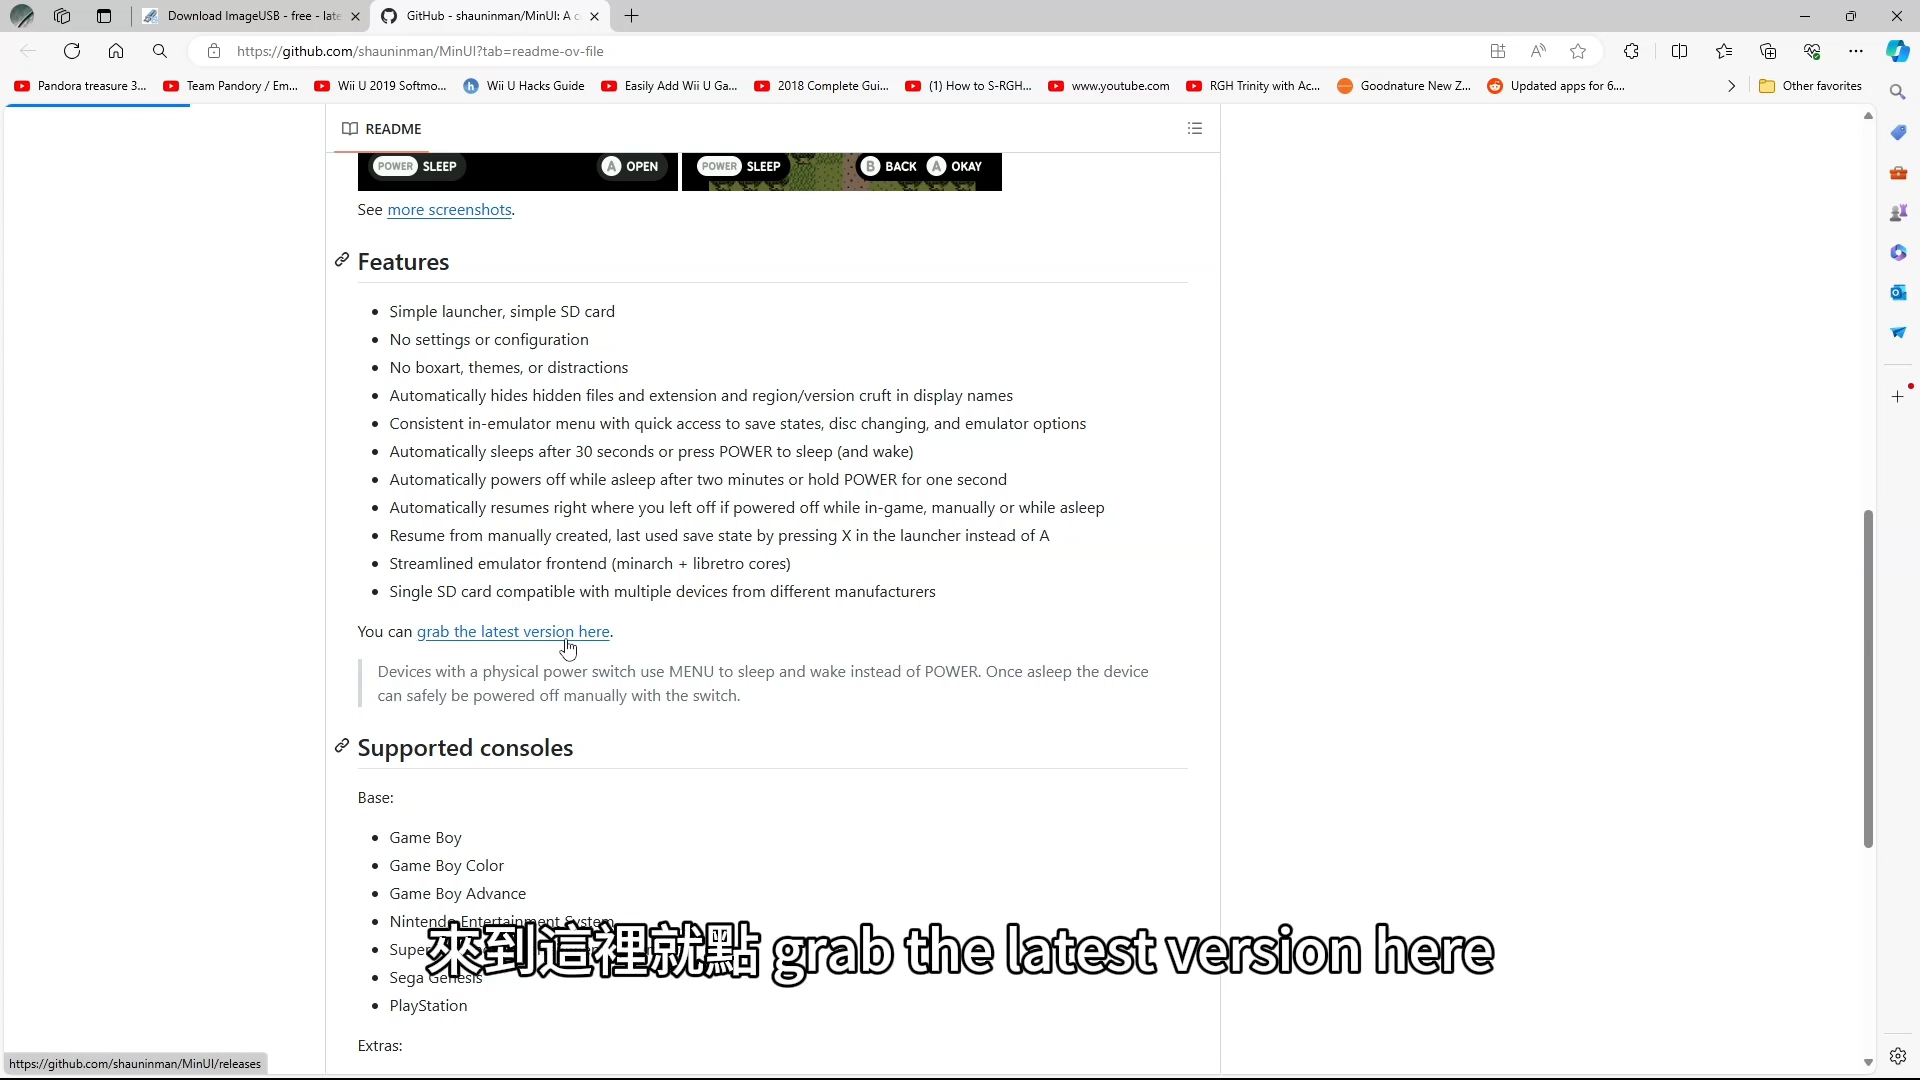 Download ImageUSB - free - late
GitHub - shauninman/MinUI: A c
https://github.com/shauninman/MinUI?tab=readme-ov-file
Pandora treasure 3...
Team Pandory / Em...
Wii U 2019 Softmo...
Wii U Hacks Guide
Easily Add Wii U Ga...
2018 Complete Gui...
(1) How to S-RGH...
www.youtube.com
RGH Trinity with Ac...
Goodnature New Z...
Updated apps for 6....
Other favorites
README
POWER SLEEP
A OPEN
POWER SLEEP
B BACK A OKAY
See more screenshots.
Features
Simple launcher, simple SD card
No settings or configuration
No boxart, themes, or distractions
Automatically hides hidden files and extension and region/version cruft in display names
Consistent in-emulator menu with quick access to save states, disc changing, and emulator options
Automatically sleeps after 30 seconds or press POWER to sleep (and wake)
Automatically powers off while asleep after two minutes or hold POWER for one second
Automatically resumes right where you left off if powered off while in-game, manually or while asleep
Resume from manually created, last used save state by pressing X in the launcher instead of A
Streamlined emulator frontend (minarch + libretro cores)
Single SD card compatible with multiple devices from different manufacturers
You can grab the latest version here.
Devices with a physical power switch use MENU to sleep and wake instead of POWER. Once asleep the device
can safely be powered off manually with the switch.
Supported consoles
Base:
Game Boy
Game Boy Color
Game Boy Advance
Nintendo Entertainment System
Super
來到這裡就點 grab the latest version here
Sega Genesis
PlayStation
Extras:
https://github.com/shauninman/MinUI/releases